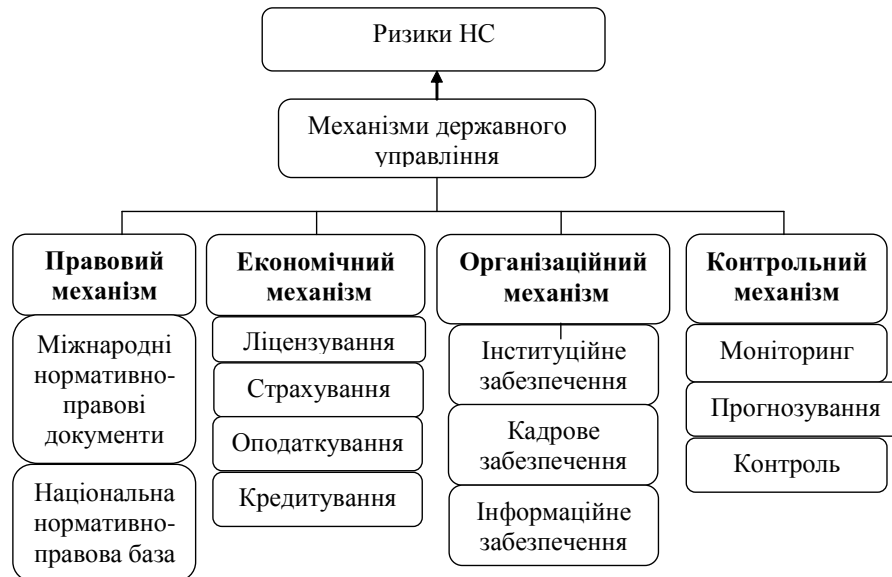 Ризики НС
Механізми державного
управління
Правовий
механізм
Міжнародні
нормативно-
правові
документи
Національна
нормативно-
правова база
Економічний
механізм
Ліцензування
Страхування
Оподаткування
Кредитування
Організаційний
механізм
Інституційне
забезпечення
Кадрове
забезпечення
Інформаційне
забезпечення
Контрольний
механізм
Моніторинг
Прогнозування
Контроль